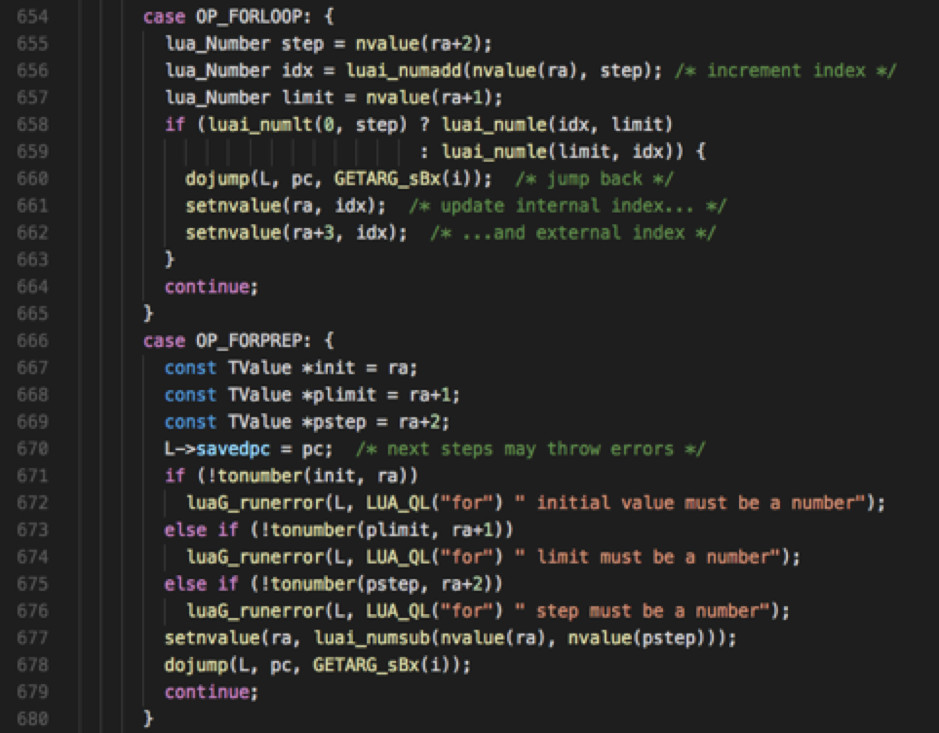 654 case OP_FORLOOP: {
655 lua_Number step = nvalue(ra+2);
656 lua_Number idx = luai_numadd(nvalue(ra), step); /* increment index */
657 lua_Number limit = nvalue(ra+1);
658 if (luai_numlt(0, step) ? luai_numle(idx, limit)
659 : luai_numle(limit, idx)) {
660 dojump(L, pc, GETARG_sBx(i)); /* jump back */
661 setnvalue(ra, idx); /* update internal index... */
662 setnvalue(ra+3, idx); /* ...and external index */
663 }
664 continue;
665 }
666 case OP_FORPREP: {
667 const TValue *init = ra;
668 const TValue *plimit = ra+1;
669 const TValue *pstep = ra+2;
670 L->savedpc = pc; /* next steps may throw errors */
671 if (!tonumber(init, ra))
672 luaG_runerror(L, LUA_QL("for") " initial value must be a number");
673 else if (!tonumber(plimit, ra+1))
674 luaG_runerror(L, LUA_QL("for") " limit must be a number");
675 else if (!tonumber(pstep, ra+2))
676 luaG_runerror(L, LUA_QL("for") " step must be a number");
677 setnvalue(ra, luai_numsub(nvalue(ra), nvalue(pstep)));
678 dojump(L, pc, GETARG_sBx(i));
679 continue;
680 }